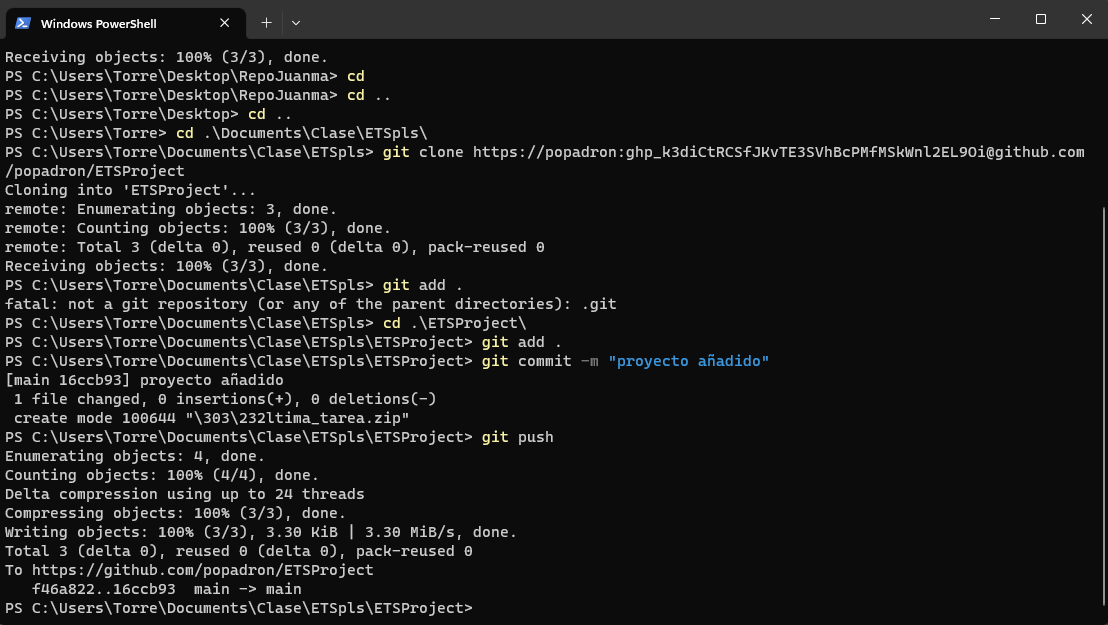 Windows PowerShell
Receiving objects: 100% (3/3), done.
PS C:\Users\Torre\Desktop\RepoJuanma> cd
PS C:\Users\Torre\Desktop\RepoJuanma> cd ..
PS C:\Users\Torre\Desktop> cd ..
PS C:\Users\Torre> cd .\Documents\Clase\ETSpls\
PS C:\Users\Torre\Documents\Clase\ETSpls> git clone https://popadron:[access token redacted]@github.com
/popadron/ETSProject
Cloning into 'ETSProject'...
remote: Enumerating objects: 3, done.
remote: Counting objects: 100% (3/3), done.
remote: Total 3 (delta 0), reused 0 (delta 0), pack-reused 0
Receiving objects: 100% (3/3), done.
PS C:\Users\Torre\Documents\Clase\ETSpls> git add .
fatal: not a git repository (or any of the parent directories): .git
PS C:\Users\Torre\Documents\Clase\ETSpls> cd .\ETSProject\
PS C:\Users\Torre\Documents\Clase\ETSpls\ETSProject> git add .
PS C:\Users\Torre\Documents\Clase\ETSpls\ETSProject> git commit -m "proyecto añadido"
[main 16ccb93] proyecto añadido
 1 file changed, 0 insertions(+), 0 deletions(-)
 create mode 100644 "\303\232ltima_tarea.zip"
PS C:\Users\Torre\Documents\Clase\ETSpls\ETSProject> git push
Enumerating objects: 4, done.
Counting objects: 100% (4/4), done.
Delta compression using up to 24 threads
Compressing objects: 100% (3/3), done.
Writing objects: 100% (3/3), 3.30 KiB | 3.30 MiB/s, done.
Total 3 (delta 0), reused 0 (delta 0), pack-reused 0
To https://github.com/popadron/ETSProject
   f46a822..16ccb93  main -> main
PS C:\Users\Torre\Documents\Clase\ETSpls\ETSProject>